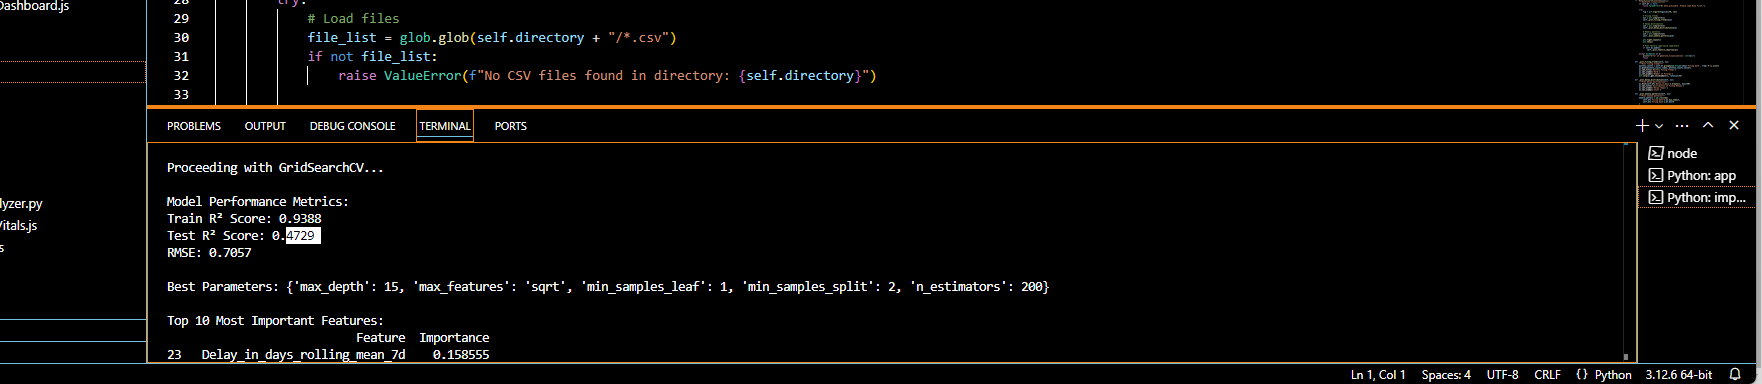 Dashboard.js
28 try:
29 # Load files
30 file_list = glob.glob(self.directory + "/*.csv")
31 if not file_list:
32 raise ValueError(f"No CSV files found in directory: {self.directory}")
33
PROBLEMS OUTPUT DEBUG CONSOLE TERMINAL PORTS
Proceeding with GridSearchCV...
Model Performance Metrics:
Train R² Score: 0.9388
Test R² Score: 0.4729
RMSE: 0.7057
Best Parameters: {'max_depth': 15, 'max_features': 'sqrt', 'min_samples_leaf': 1, 'min_samples_split': 2, 'n_estimators': 200}
Top 10 Most Important Features:
Feature Importance
23 Delay_in_days_rolling_mean_7d 0.158555
node
Python: app
Python: imp...
lyzer.py
Vitals.js
s
Ln 1, Col 1 Spaces: 4 UTF-8 CRLF {} Python 3.12.6 64-bit